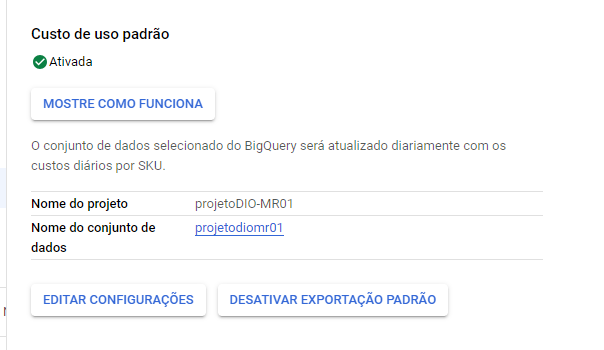 Custo de uso padrão
Ativada
MOSTRE COMO FUNCIONA
O conjunto de dados selecionado do BigQuery será atualizado diariamente com os
custos diários por SKU.
Nome do projeto projetoDIO-MR01
Nome do conjunto de projetodiomr01
dados
EDITAR CONFIGURAÇÕES DESATIVAR EXPORTAÇÃO PADRÃO